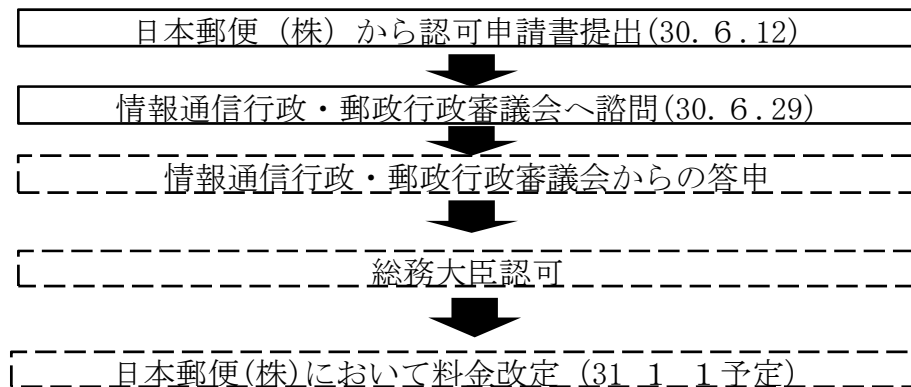 日本郵便（株）から認可申請書提出(30.６.12)
情報通信行政・郵政行政審議会へ諮問(30.６.29)
情報通信行政・郵政行政審議会からの答申
総務大臣認可
日本郵便(株)において料金改定（31 １ １予定）